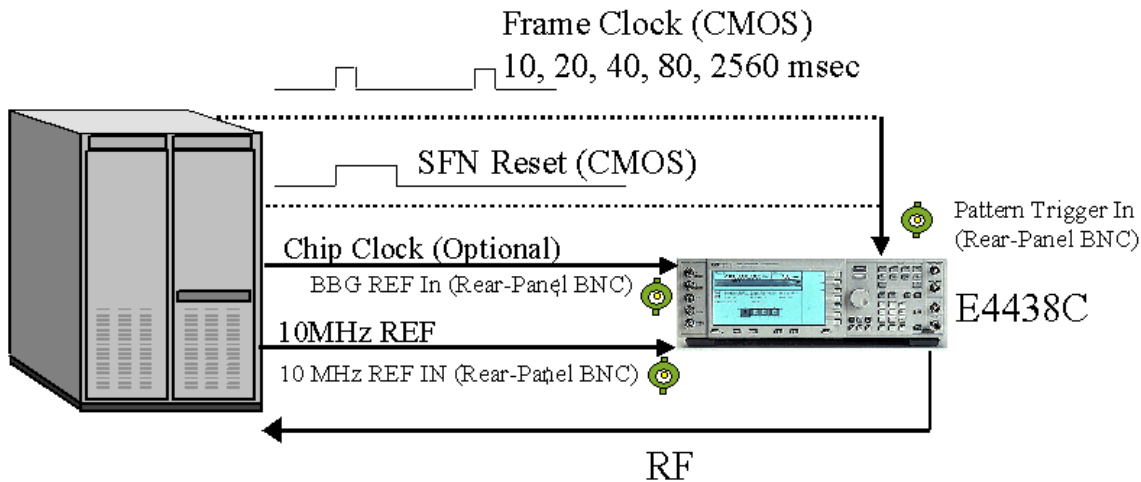 Frame Clock (CMOS)
10, 20, 40, 80, 2560 msec
SFN Reset (CMOS)
Pattern Trigger In
(Rear-Panel BNC)
Chip Clock (Optional)
BBG REF In (Rear-Panel BNC)
E4438C
10MHz REF
10 MHz REF IN (Rear-Panel BNC)
RF